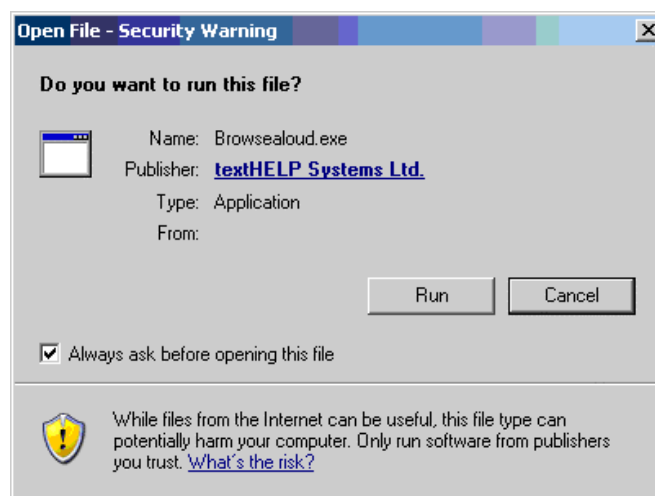 Open File - Security Warning
Do you want to run this file?
Name: Browsealoud.exe
Publisher: textHELP Systems Ltd.
Type: Application
From:
Run Cancel
Always ask before opening this file
While files from the Internet can be useful, this file type can
potentially harm your computer. Only run software from publishers
you trust. What's the risk?